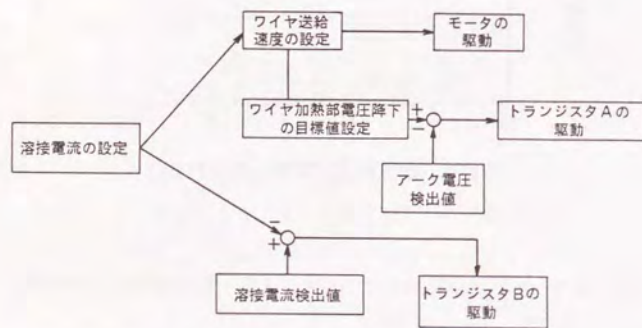 ワイヤ送給
速度の設定
モータの
駆動
ワイヤ加熱部電圧降下
の目標値設定
+
−
トランジスタAの
駆動
溶接電流の設定
アーク電圧
検出値
−
+
溶接電流検出値
トランジスタBの
駆動